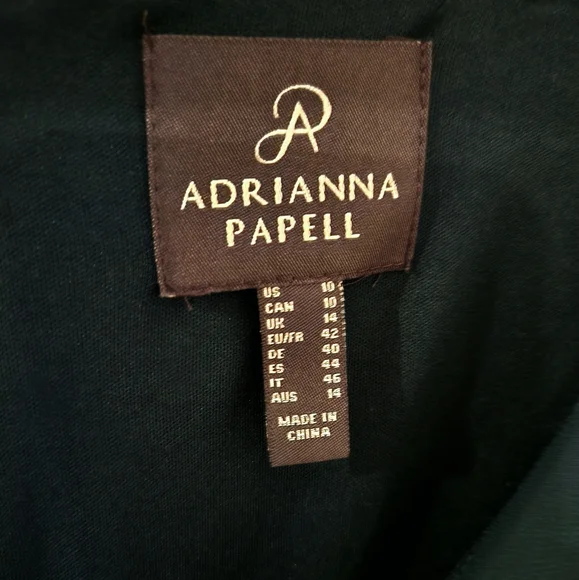 AP
ADRIANNA
PAPELL
US 10
CAN 10
UK 14
EU/FR 42
DE 40
ES 44
IT 46
AUS 14
MADE IN
CHINA